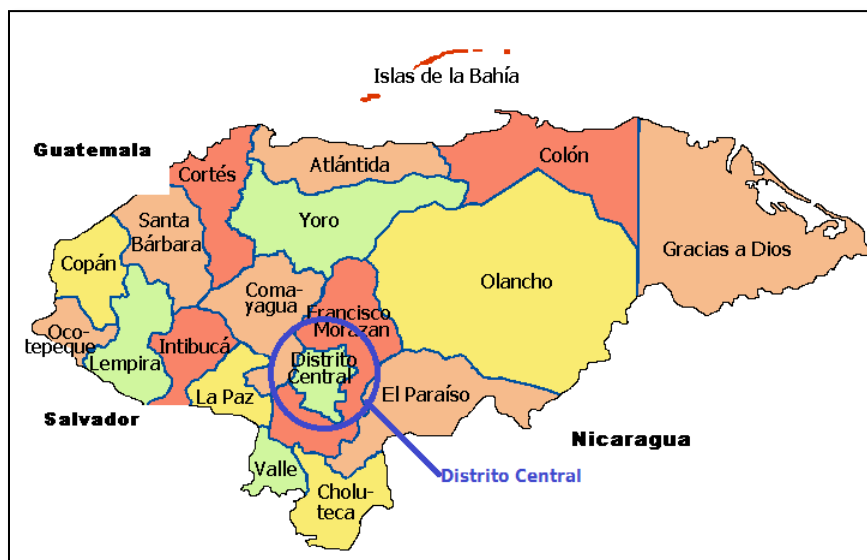 Islas de la Bahía
Guatemala
Cortés
Atlántida
Colón
Santa
Bárbara
Yoro
Copán
Gracias a Dios
Olancho
Coma-
yagua
Francisco
Morazan
Oco-
tepeque
Lempira
Intibucá
Distrito
Central
La Paz
El Paraíso
Salvador
Nicaragua
Valle
Distrito Central
Cholu-
teca